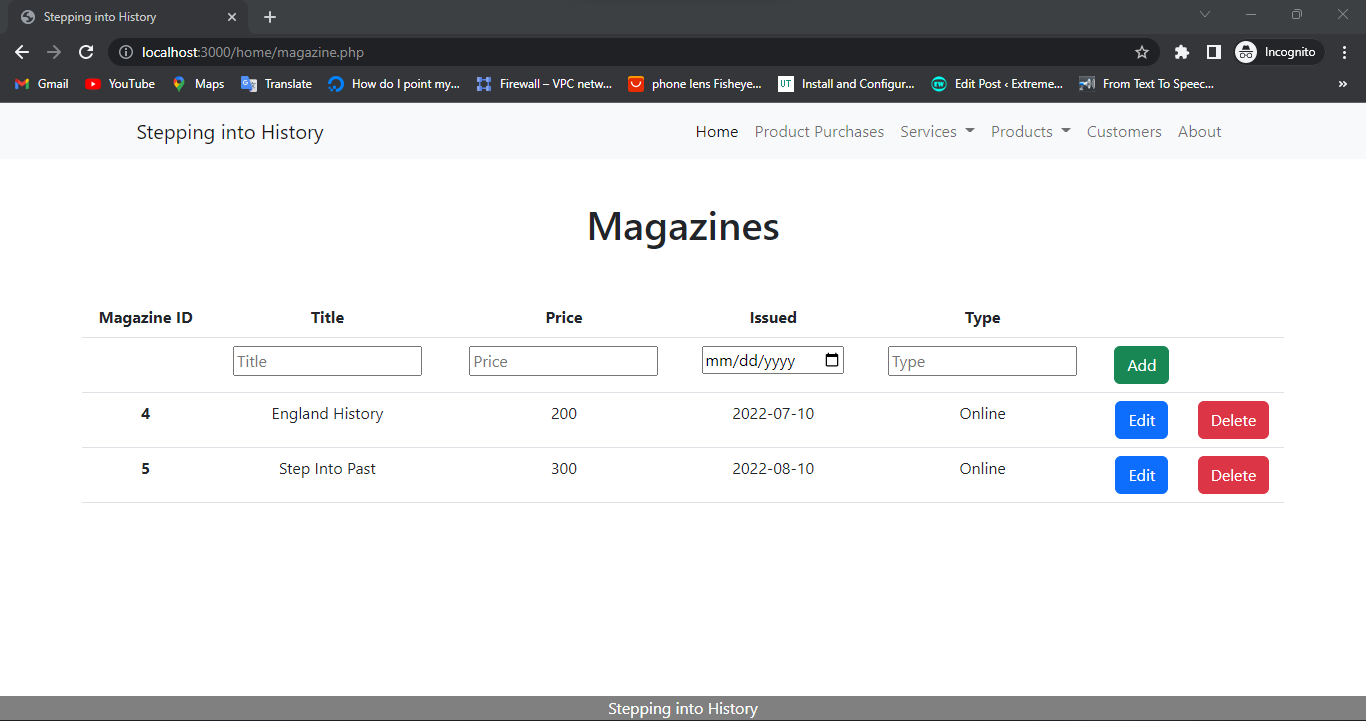 Stepping into History
localhost:3000/home/magazine.php
Incognito
Gmail YouTube Maps Translate How do I point my... Firewall – VPC netw... phone lens Fisheye... Install and Configur... Edit Post ‹ Extreme... From Text To Speec... »
Stepping into History Home Product Purchases Services Products Customers About
Magazines
Magazine ID Title Price Issued Type
Title Price mm/dd/yyyy Type Add
4 England History 200 2022-07-10 Online Edit Delete
5 Step Into Past 300 2022-08-10 Online Edit Delete
Stepping into History